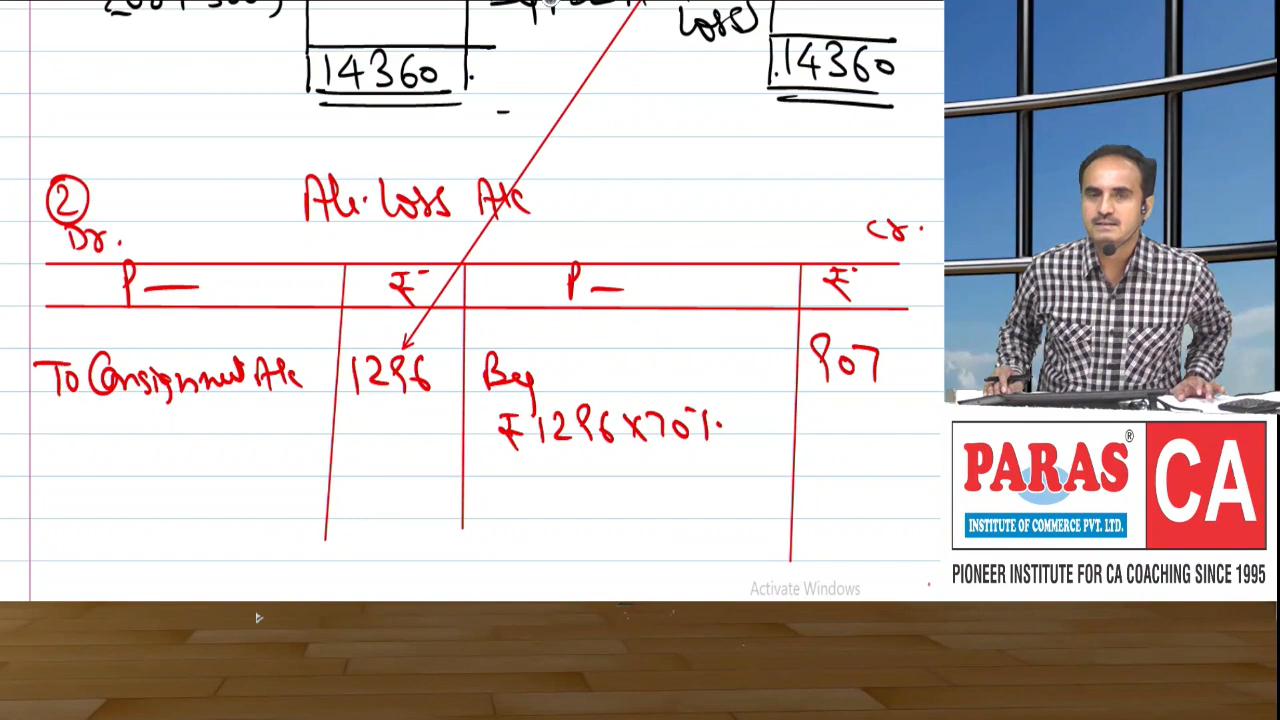 Loss
14360
14360
2
Ab. Loss A/c
Dr.
Cr.
P
₹
P
₹
To Consignment A/c
1296
By
907
₹1296×70%
PARAS®
INSTITUTE OF COMMERCE PVT. LTD.
CA
PIONEER INSTITUTE FOR CA COACHING SINCE 1995
Activate Windows